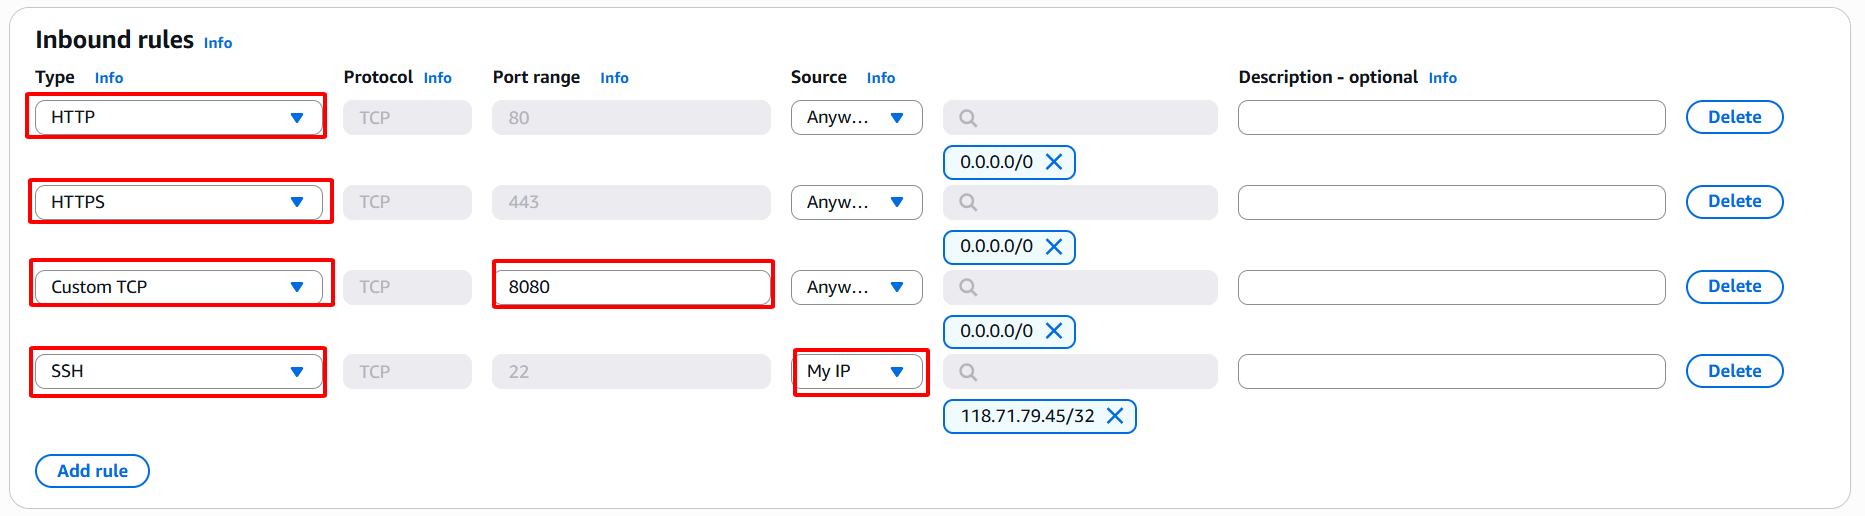 Inbound rules Info
Type Info Protocol Info Port range Info Source Info Description - optional Info
HTTP TCP 80 Anyw... Delete
0.0.0.0/0
HTTPS TCP 443 Anyw... Delete
0.0.0.0/0
Custom TCP TCP 8080 Anyw... Delete
0.0.0.0/0
SSH TCP 22 My IP Delete
118.71.79.45/32
Add rule